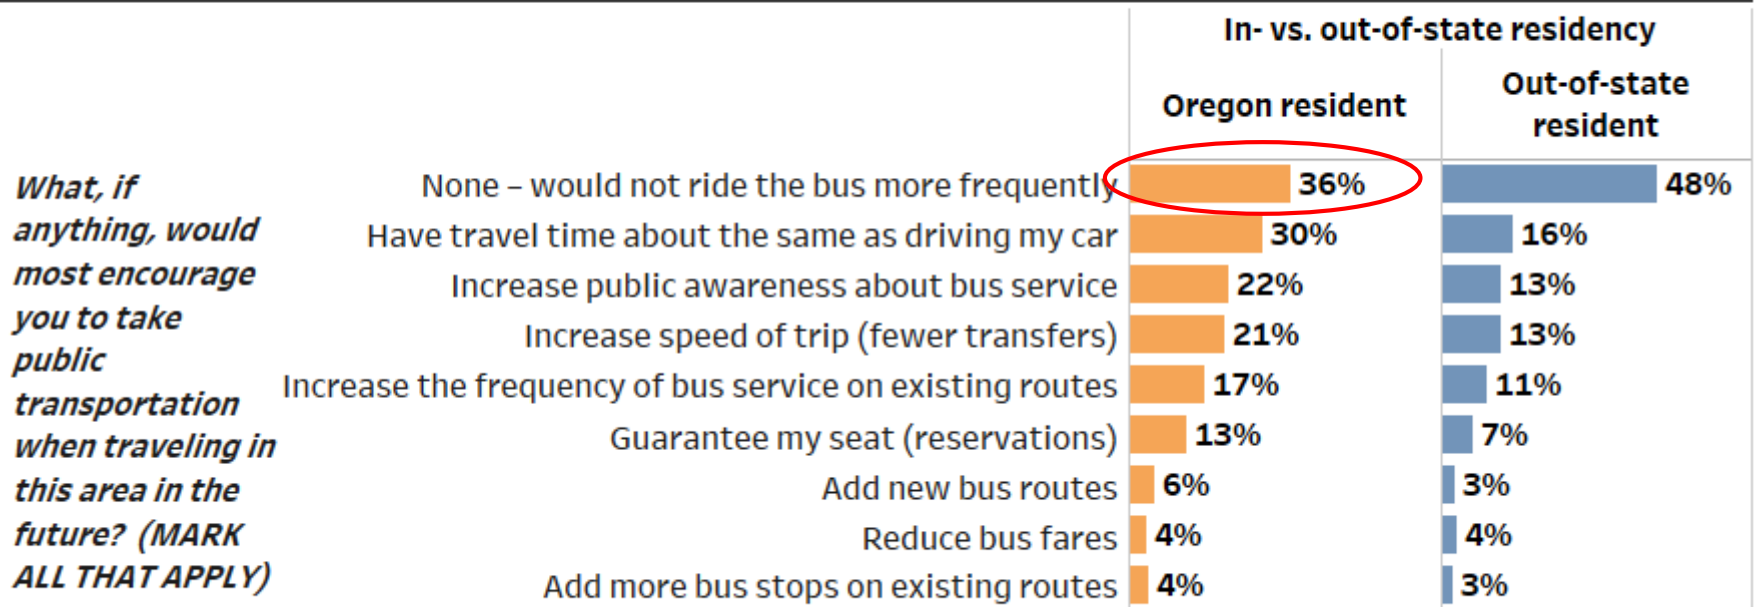 In- vs. out-of-state residency
Oregon resident
Out-of-state
resident
What, if
anything, would
most encourage
you to take
public
transportation
when traveling in
this area in the
future? (MARK
ALL THAT APPLY)
None – would not ride the bus more frequently 36% 48%
Have travel time about the same as driving my car 30% 16%
Increase public awareness about bus service 22% 13%
Increase speed of trip (fewer transfers) 21% 13%
Increase the frequency of bus service on existing routes 17% 11%
Guarantee my seat (reservations) 13% 7%
Add new bus routes 6% 3%
Reduce bus fares 4% 4%
Add more bus stops on existing routes 4% 3%